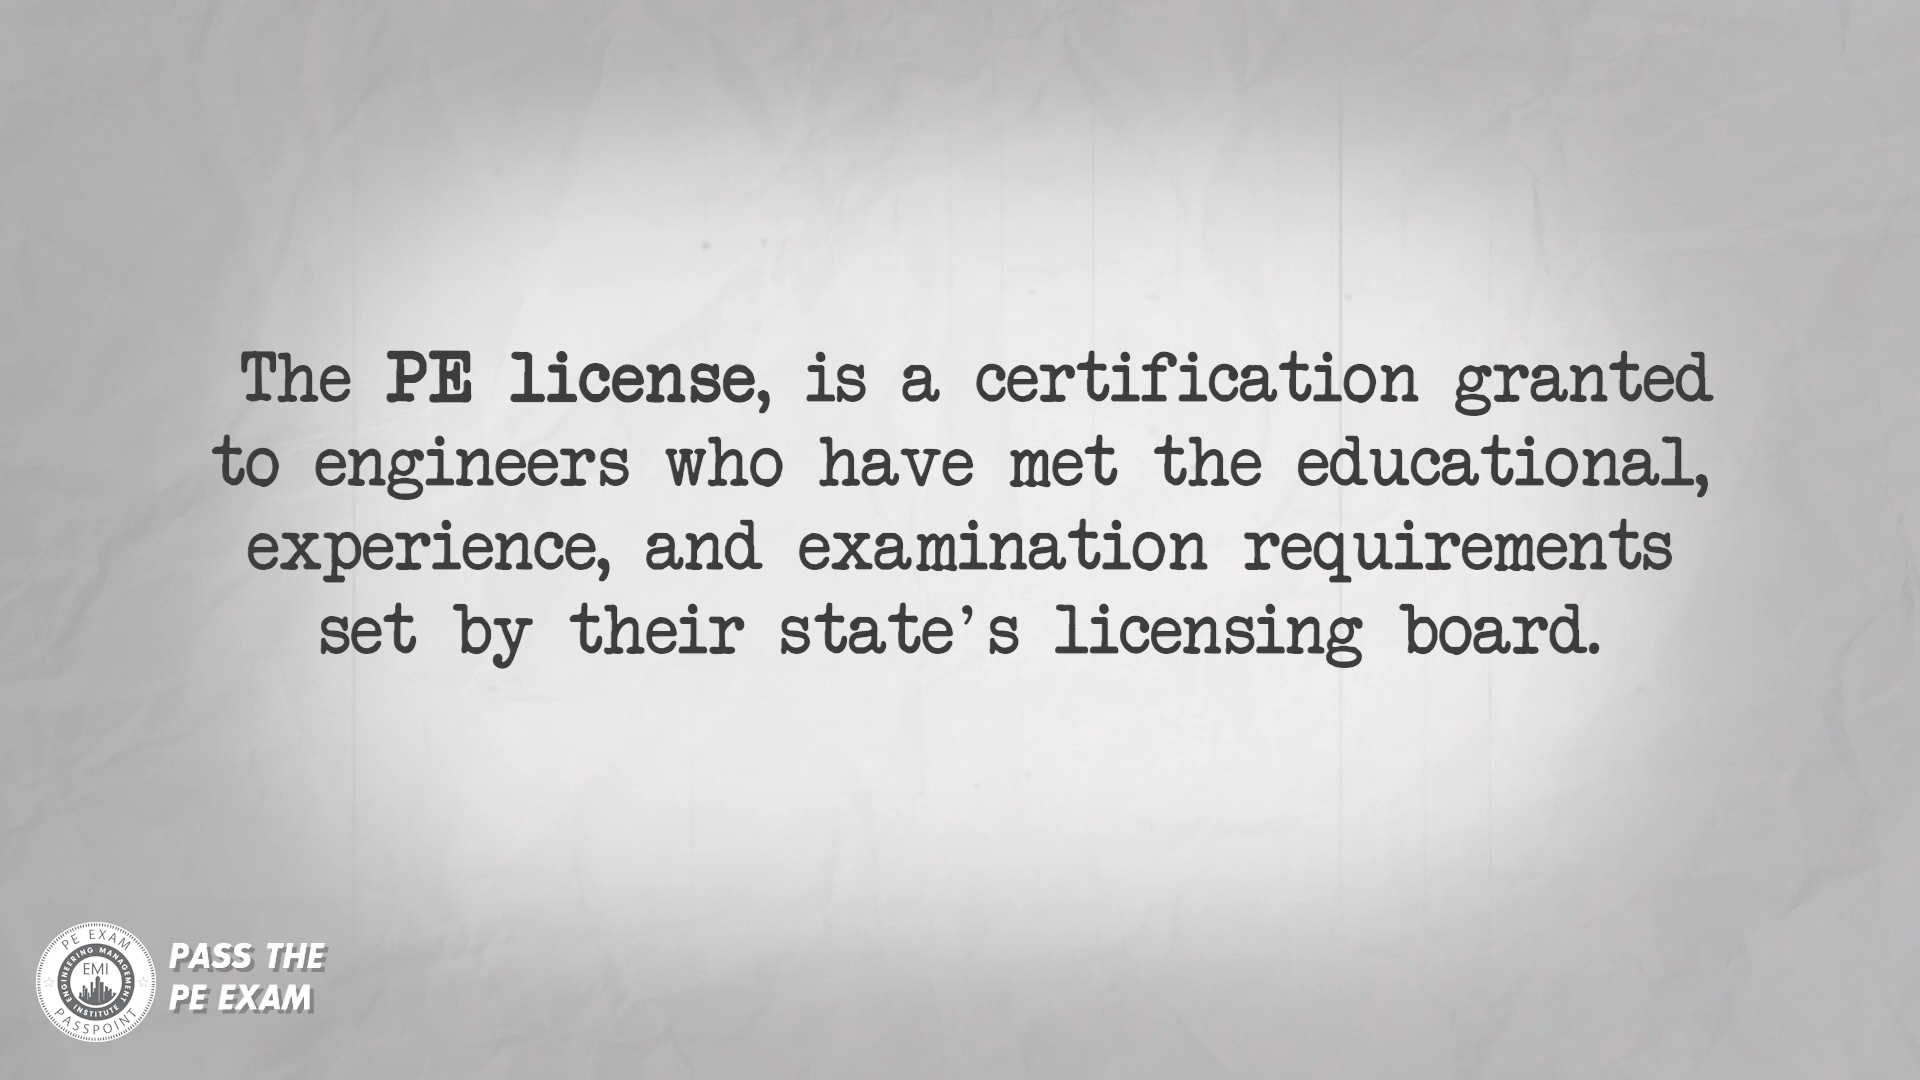 The PE license, is a certification granted
to engineers who have met the educational,
experience, and examination requirements
set by their state’s licensing board.
PE EXAM
ENGINEERING MANAGEMENT
EMI
INSTITUTE
PASSPOINT
PASS THE
PE EXAM